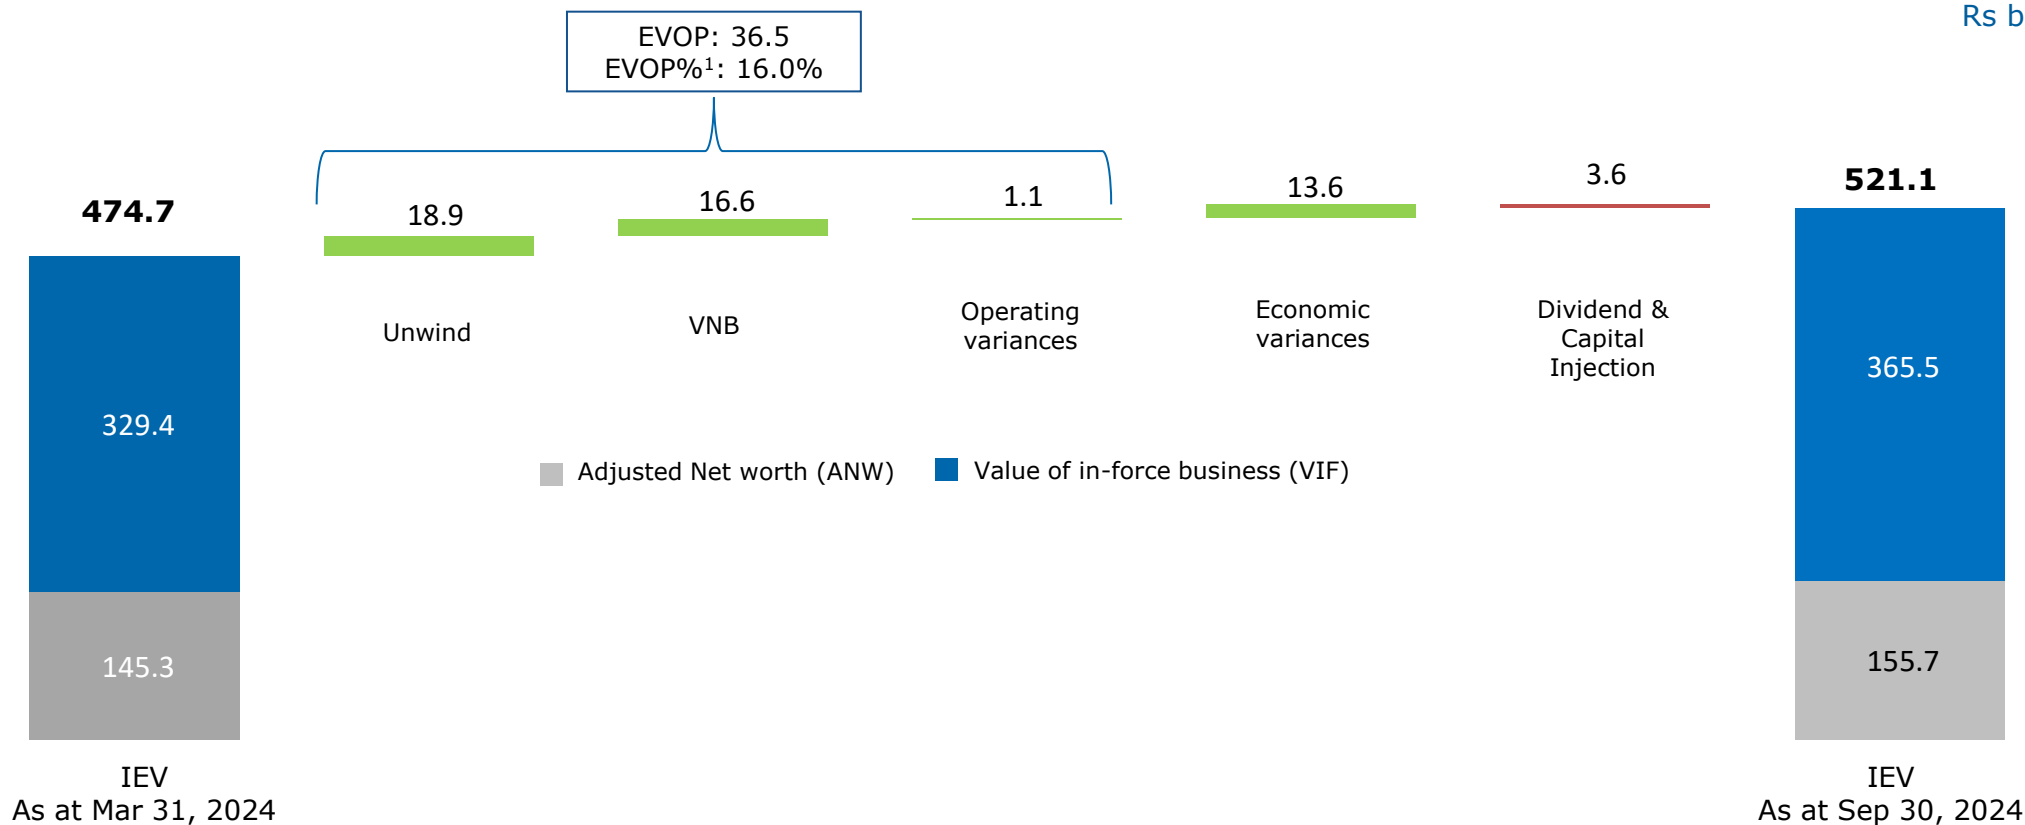 Rs b
EVOP: 36.5
EVOP%¹: 16.0%
474.7
18.9
16.6
1.1
13.6
3.6
521.1
Unwind
VNB
Operating
variances
Economic
variances
Dividend &
Capital
Injection
329.4
365.5
Adjusted Net worth (ANW)
Value of in-force business (VIF)
145.3
155.7
IEV
As at Mar 31, 2024
IEV
As at Sep 30, 2024